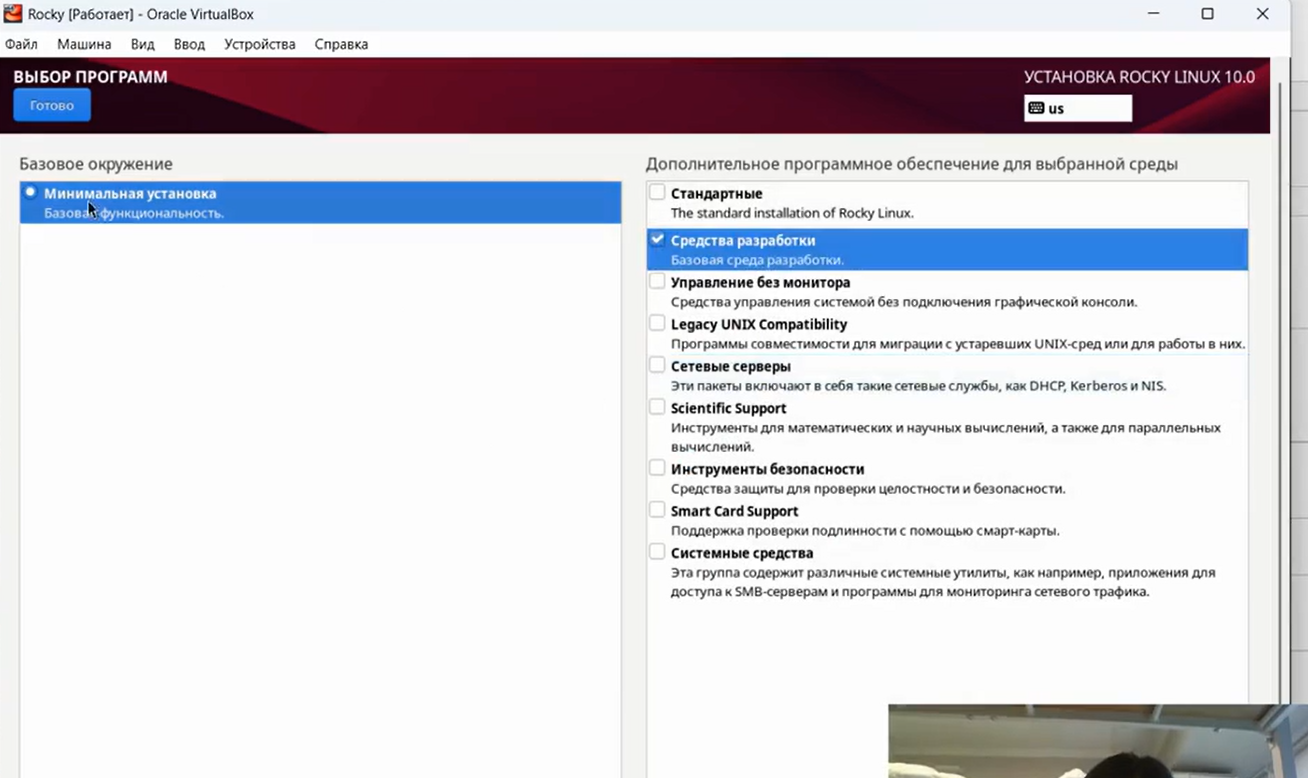 Rocky [Работает] - Oracle VirtualBox
Файл Машина Вид Ввод Устройства Справка
ВЫБОР ПРОГРАММ
УСТАНОВКА ROCKY LINUX 10.0
Готово
us
Базовое окружение
Минимальная установка
Базовая функциональность.
Дополнительное программное обеспечение для выбранной среды
Стандартные
The standard installation of Rocky Linux.
Средства разработки
Базовая среда разработки.
Управление без монитора
Средства управления системой без подключения графической консоли.
Legacy UNIX Compatibility
Программы совместимости для миграции с устаревших UNIX-сред или для работы в них.
Сетевые серверы
Эти пакеты включают в себя такие сетевые службы, как DHCP, Kerberos и NIS.
Scientific Support
Инструменты для математических и научных вычислений, а также для параллельных
вычислений.
Инструменты безопасности
Средства защиты для проверки целостности и безопасности.
Smart Card Support
Поддержка проверки подлинности с помощью смарт-карты.
Системные средства
Эта группа содержит различные системные утилиты, как например, приложения для
доступа к SMB-серверам и программы для мониторинга сетевого трафика.